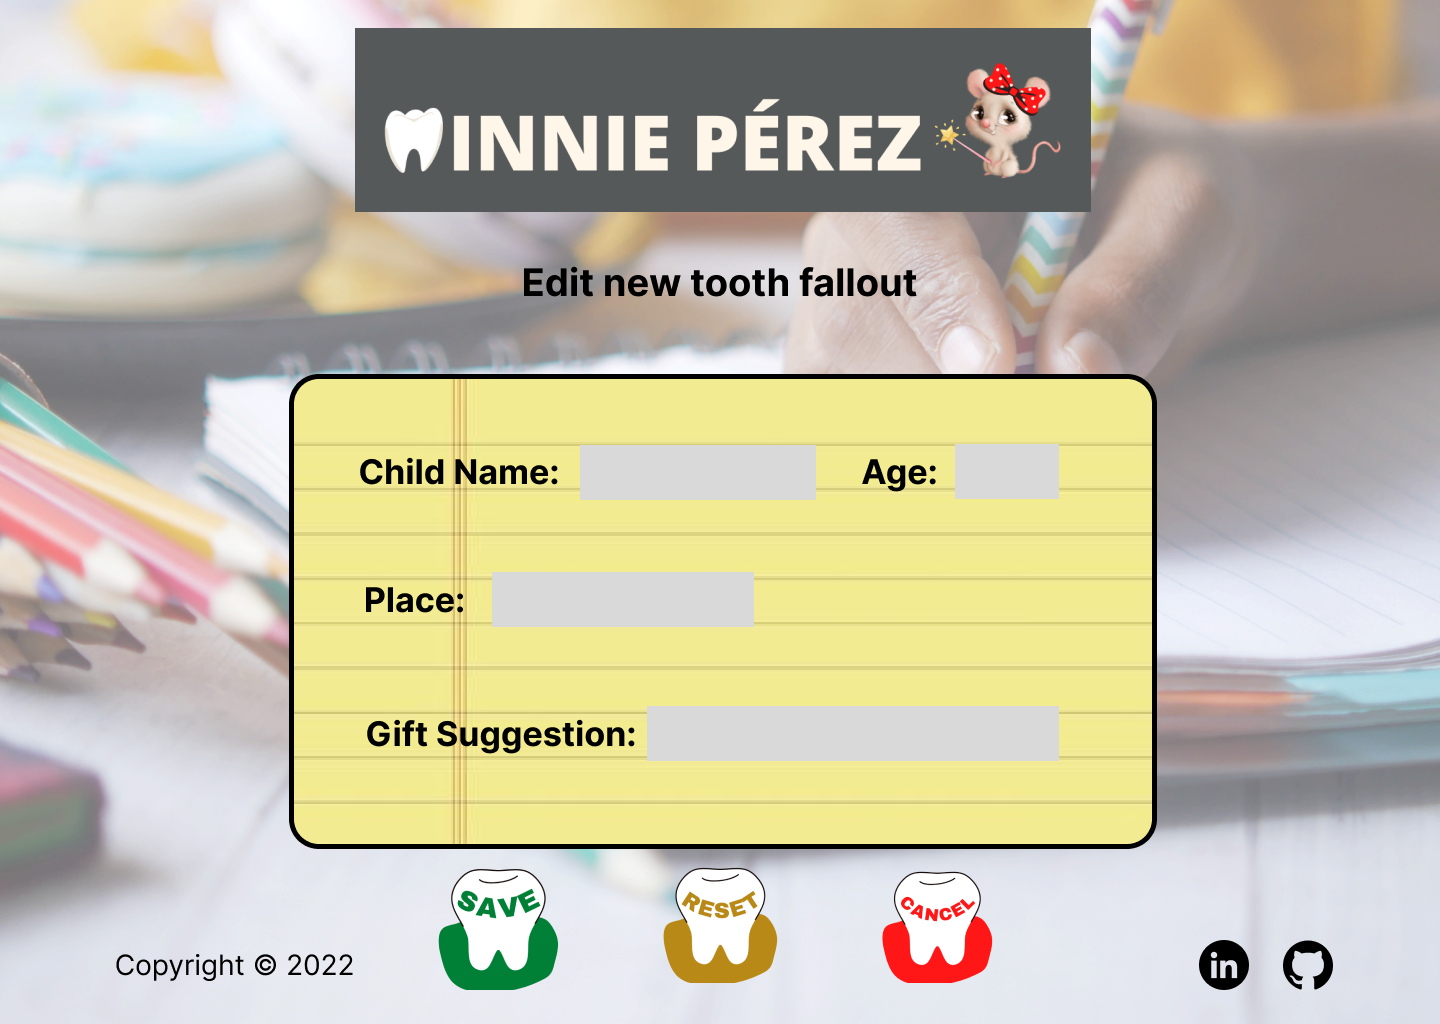 INNIE PÉREZ
Edit new tooth fallout
Child Name: Age:
Place:
Gift Suggestion:
SAVE RESET CANCEL
Copyright © 2022 in